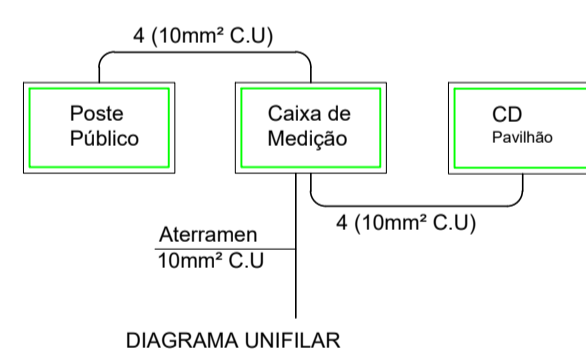 4 (10mm² C.U)
Poste
Público
Caixa de
Medição
CD
Pavilhão
4 (10mm² C.U)
Aterramen
10mm² C.U
DIAGRAMA UNIFILAR